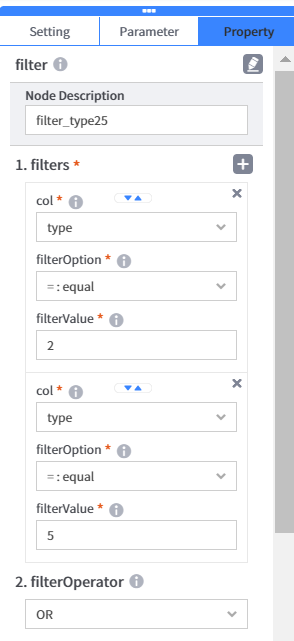 Setting Parameter Property
filter
Node Description
filter_type25
1. filters *
col *
type
filterOption *
= : equal
filterValue *
2
col *
type
filterOption *
= : equal
filterValue *
5
2. filterOperator
OR